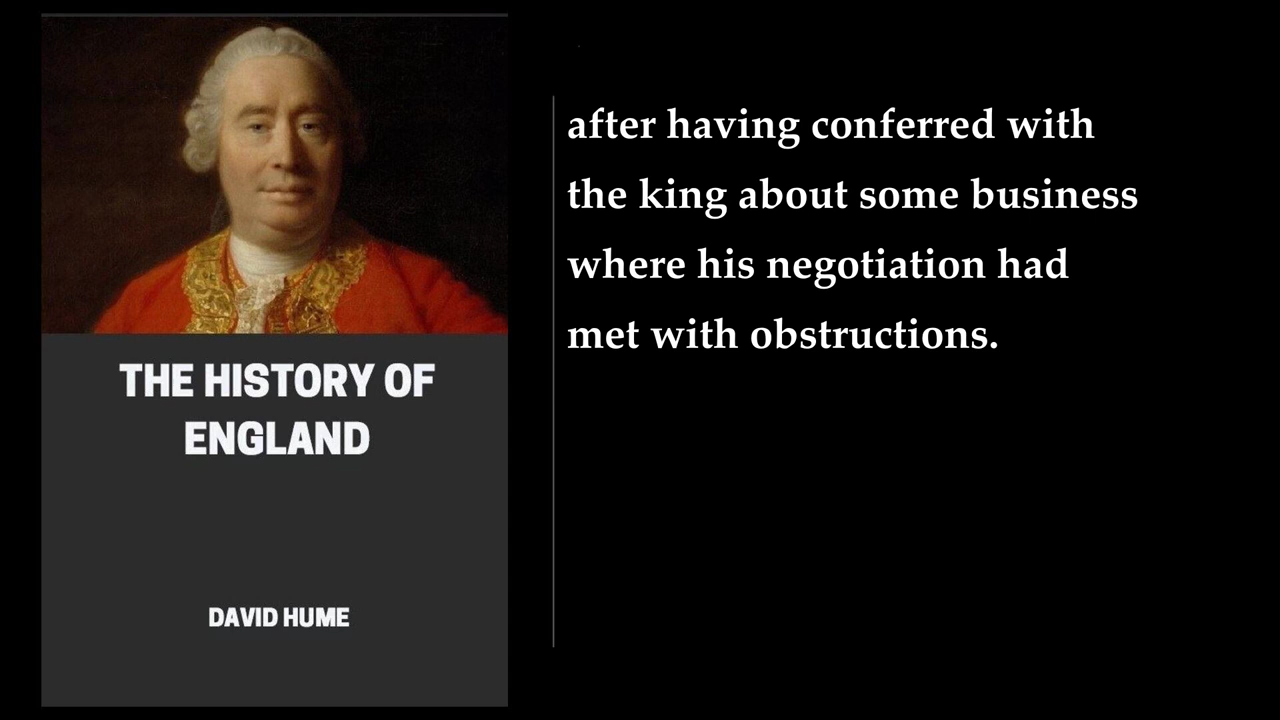 THE HISTORY OF
ENGLAND
DAVID HUME
after having conferred with
the king about some business
where his negotiation had
met with obstructions.